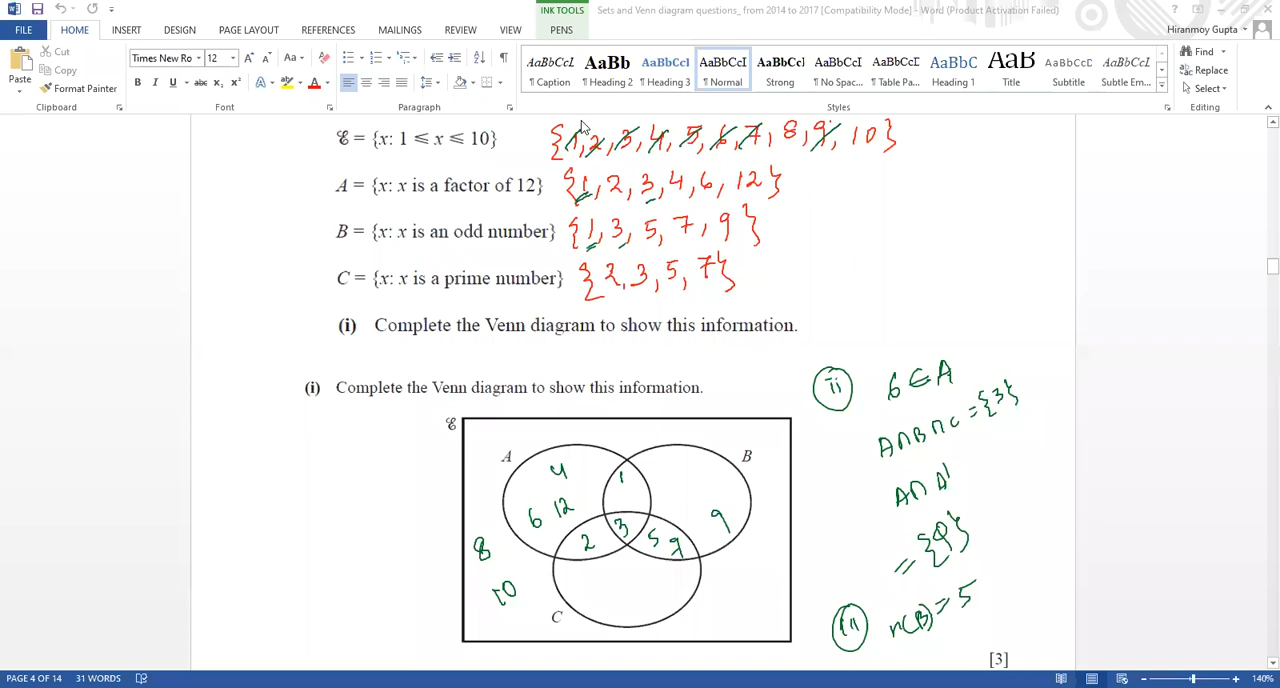 INK TOOLS
Sets and Venn diagram questions_ from 2014 to 2017 [Compatibility Mode] - Word (Product Activation Failed)
FILE HOME INSERT DESIGN PAGE LAYOUT REFERENCES MAILINGS REVIEW VIEW PENS
Hiranmoy Gupta
Paste
Cut
Copy
Format Painter
Clipboard
Times New Ro 12
B I U abc x₂ x² A
Font
Paragraph
AaBbCcL AaBb AaBbCcI AaBbCcI AaBbCcl AaBbCcI AaBbCcI AaBbC AaB AaBbCcD AaBbCcL
¶ Caption ¶ Heading 2 ¶ Heading 3 ¶ Normal Strong ¶ No Spac... ¶ Table Pa... Heading 1 Title Subtitle Subtle Em...
Styles
Find
Replace
Select
Editing
ℰ = {x: 1 ⩽ x ⩽ 10} {1, 2, 3, 4, 5, 6, 7, 8, 9, 10}
A = {x: x is a factor of 12} {1, 2, 3, 4, 6, 12}
B = {x: x is an odd number} {1, 3, 5, 7, 9}
C = {x: x is a prime number} {2, 3, 5, 7}
(i) Complete the Venn diagram to show this information.
(i) Complete the Venn diagram to show this information.
ℰ
A
B
C
4
1
6 12
9
2
3
5 9
8
10
ii 6 ∈ A
A∩B∩C = {3}
A∩A'
= {φ}
n(B) = 5
[3]
PAGE 4 OF 14 31 WORDS
140%